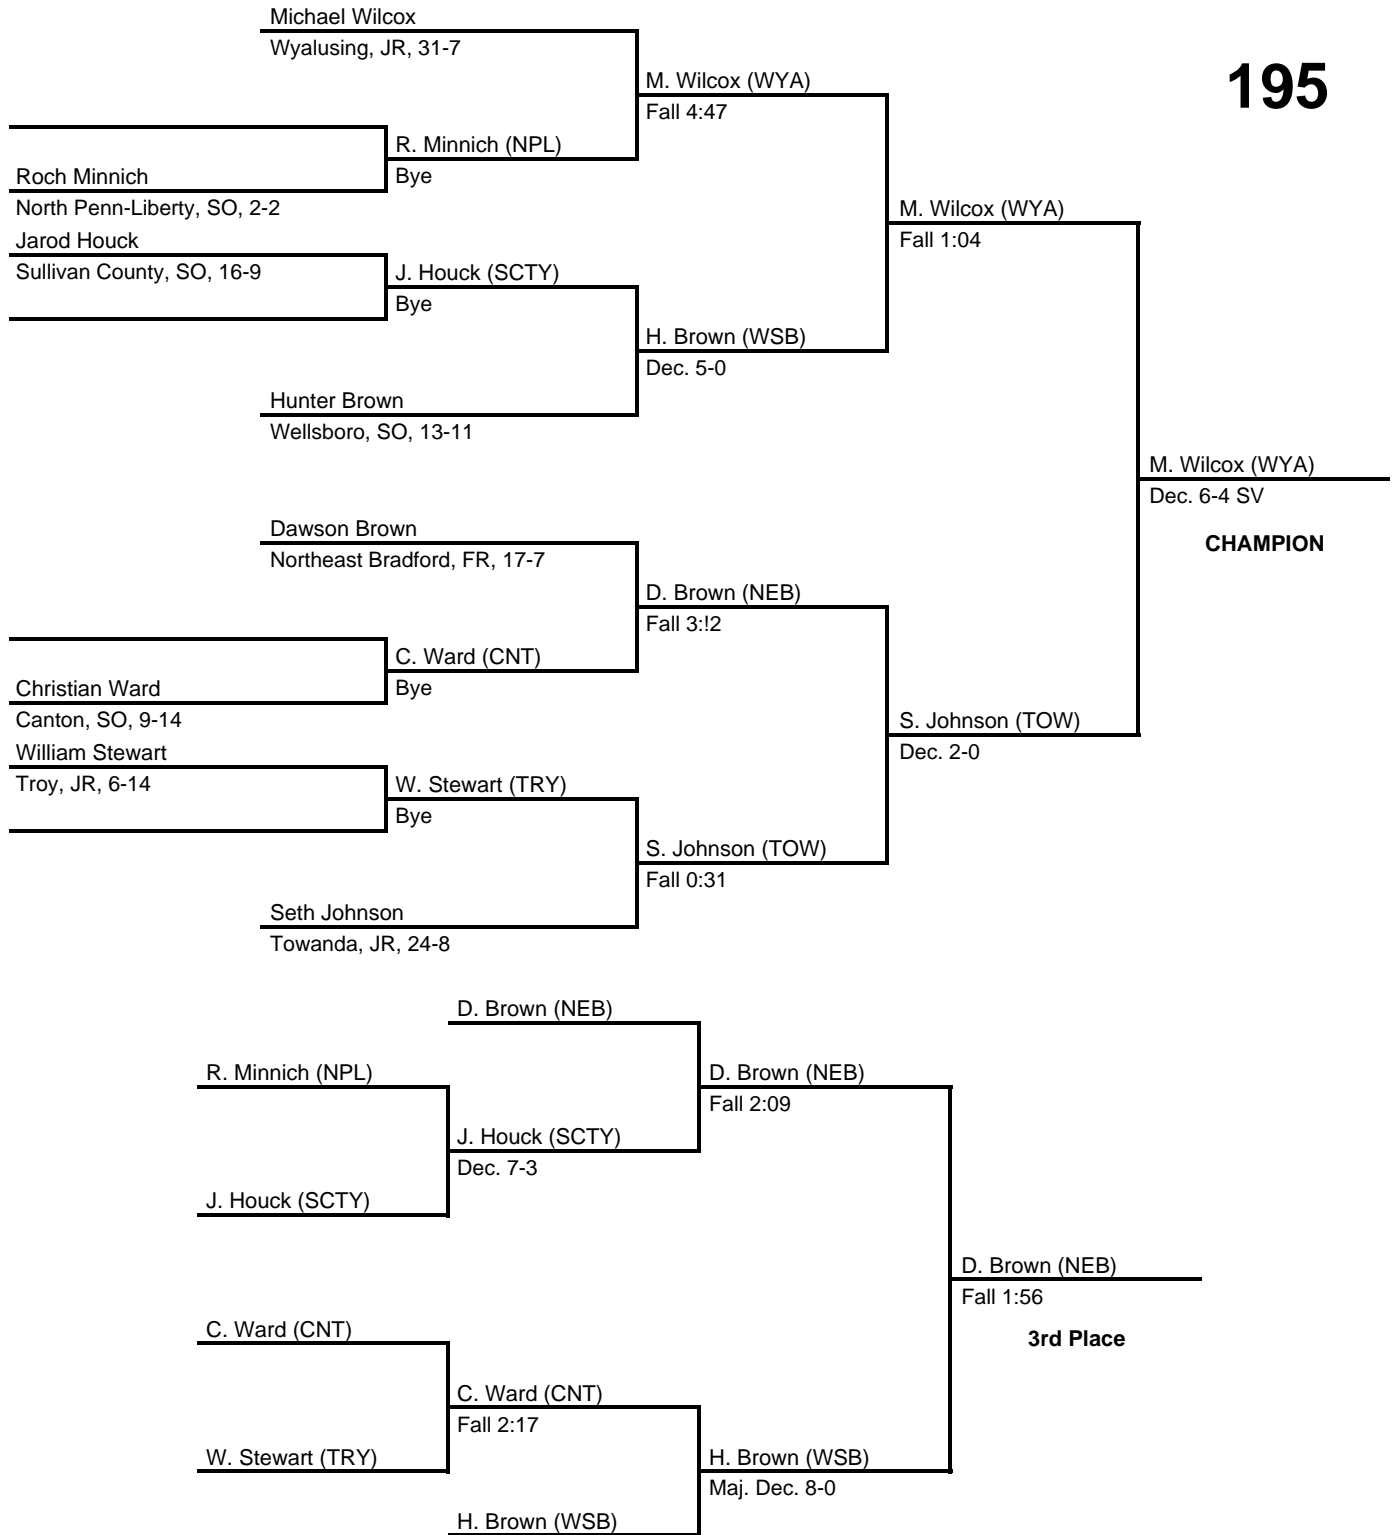 Michael Wilcox
Wyalusing, JR, 31-7
195
M. Wilcox (WYA)
Fall 4:47
R. Minnich (NPL)
Bye
Roch Minnich
North Penn-Liberty, SO, 2-2
M. Wilcox (WYA)
Fall 1:04
Jarod Houck
Sullivan County, SO, 16-9
J. Houck (SCTY)
Bye
H. Brown (WSB)
Dec. 5-0
Hunter Brown
Wellsboro, SO, 13-11
M. Wilcox (WYA)
Dec. 6-4 SV
CHAMPION
Dawson Brown
Northeast Bradford, FR, 17-7
D. Brown (NEB)
Fall 3:!2
C. Ward (CNT)
Bye
Christian Ward
Canton, SO, 9-14
S. Johnson (TOW)
Dec. 2-0
William Stewart
Troy, JR, 6-14
W. Stewart (TRY)
Bye
S. Johnson (TOW)
Fall 0:31
Seth Johnson
Towanda, JR, 24-8
D. Brown (NEB)
R. Minnich (NPL)
D. Brown (NEB)
Fall 2:09
J. Houck (SCTY)
Dec. 7-3
J. Houck (SCTY)
D. Brown (NEB)
Fall 1:56
3rd Place
C. Ward (CNT)
C. Ward (CNT)
Fall 2:17
W. Stewart (TRY)
H. Brown (WSB)
Maj. Dec. 8-0
H. Brown (WSB)